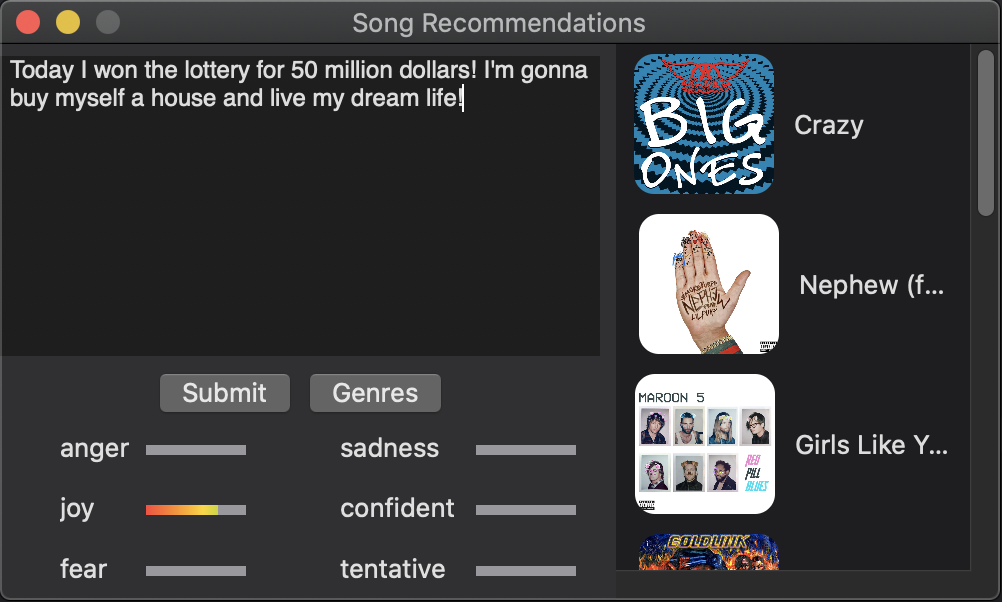 Song Recommendations
Today I won the lottery for 50 million dollars! I'm gonna
buy myself a house and live my dream life!
Submit
Genres
anger
sadness
joy
confident
fear
tentative
BIG
ONES
Crazy
NEPHEW
Nephew (f...
MAROON 5
RED
PILL
BLUES
Girls Like Y...
GOLDLINK